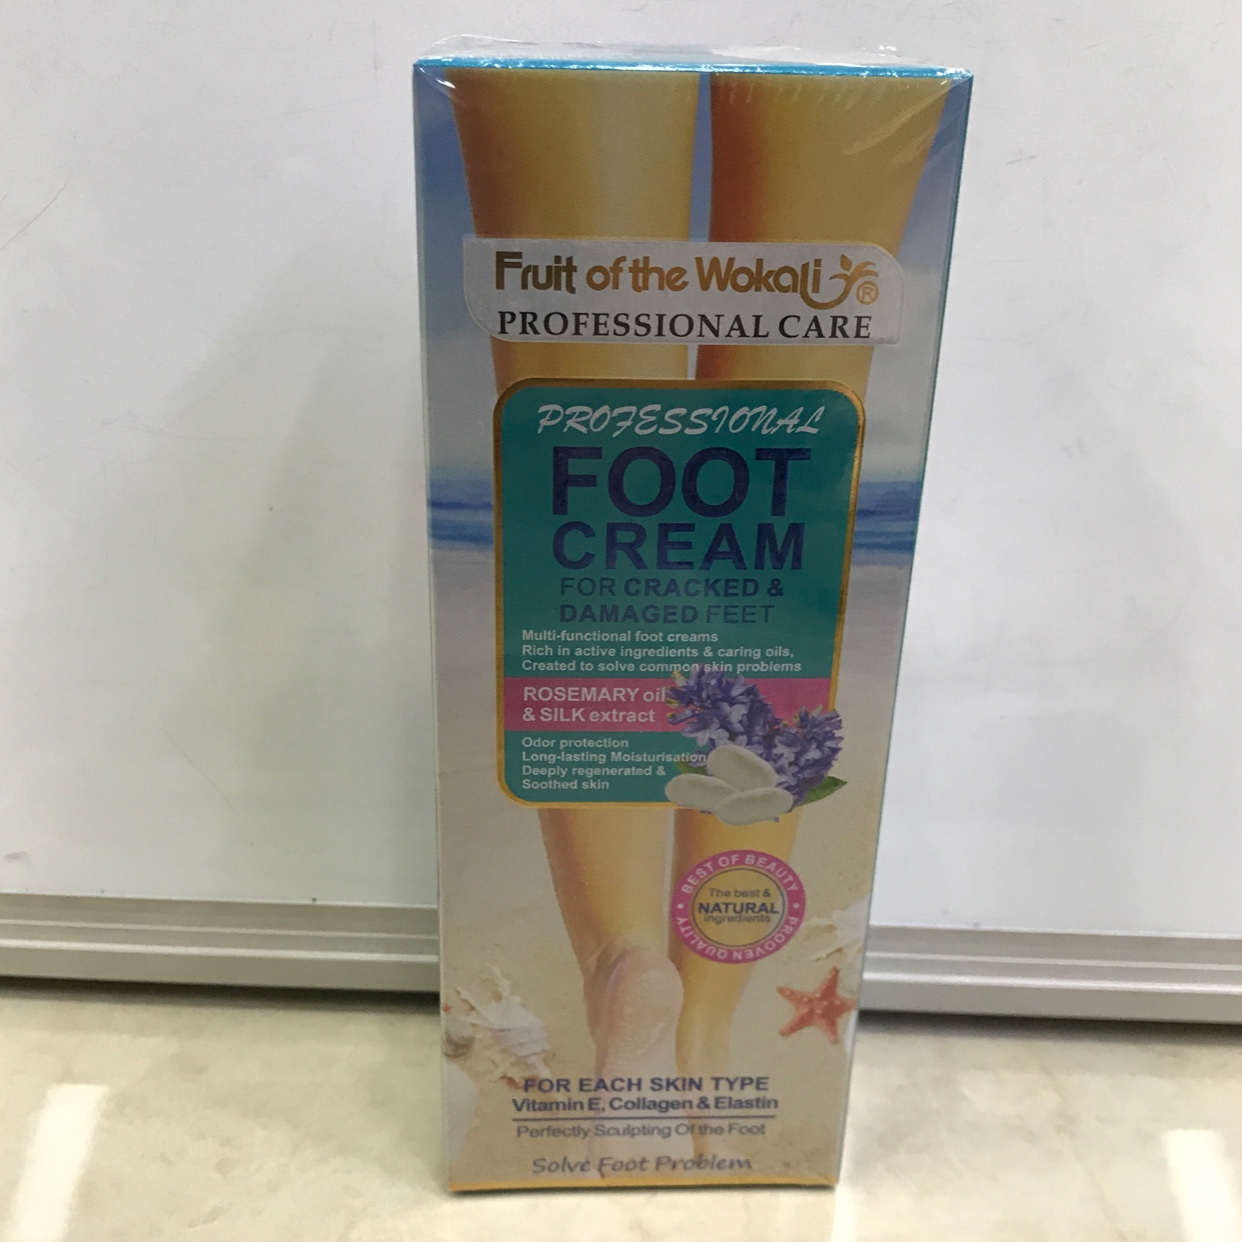 Fruit of the Wokali ®
PROFESSIONAL CARE
PROFESSIONAL
FOOT
CREAM
FOR CRACKED &
DAMAGED FEET
Multi-functional foot creams
Rich in active ingredients & caring oils,
Created to solve common skin problems
ROSEMARY oil
& SILK extract
Odor protection
Long-lasting Moisturisation
Deeply regenerated &
Soothed skin
BEST OF BEAUTY
The best &
NATURAL
ingredients
PROOVEN QUALITY
FOR EACH SKIN TYPE
Vitamin E, Collagen & Elastin
Perfectly Sculpting Of the Foot
Solve Foot Problem